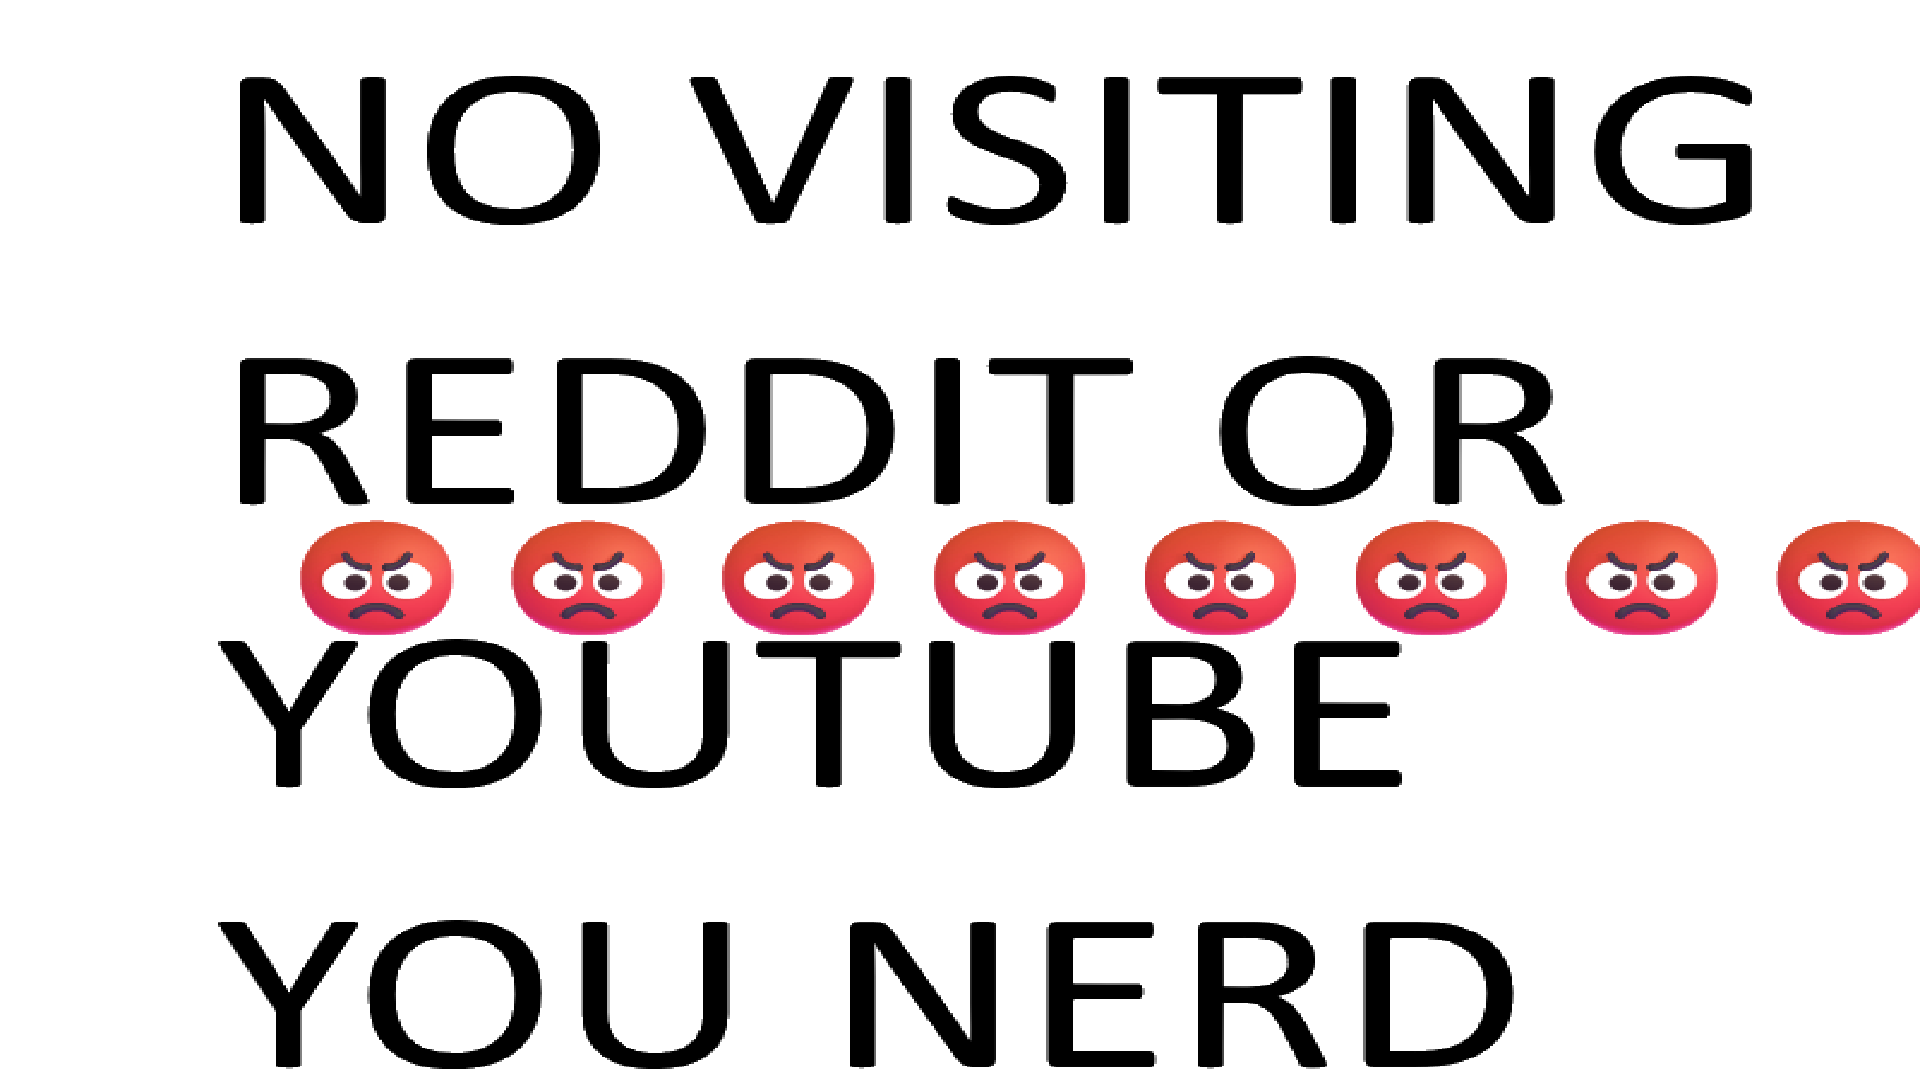 NO VISITING
REDDIT OR
😡😡😡😡😡😡😡😡
YOUTUBE
YOU NERD